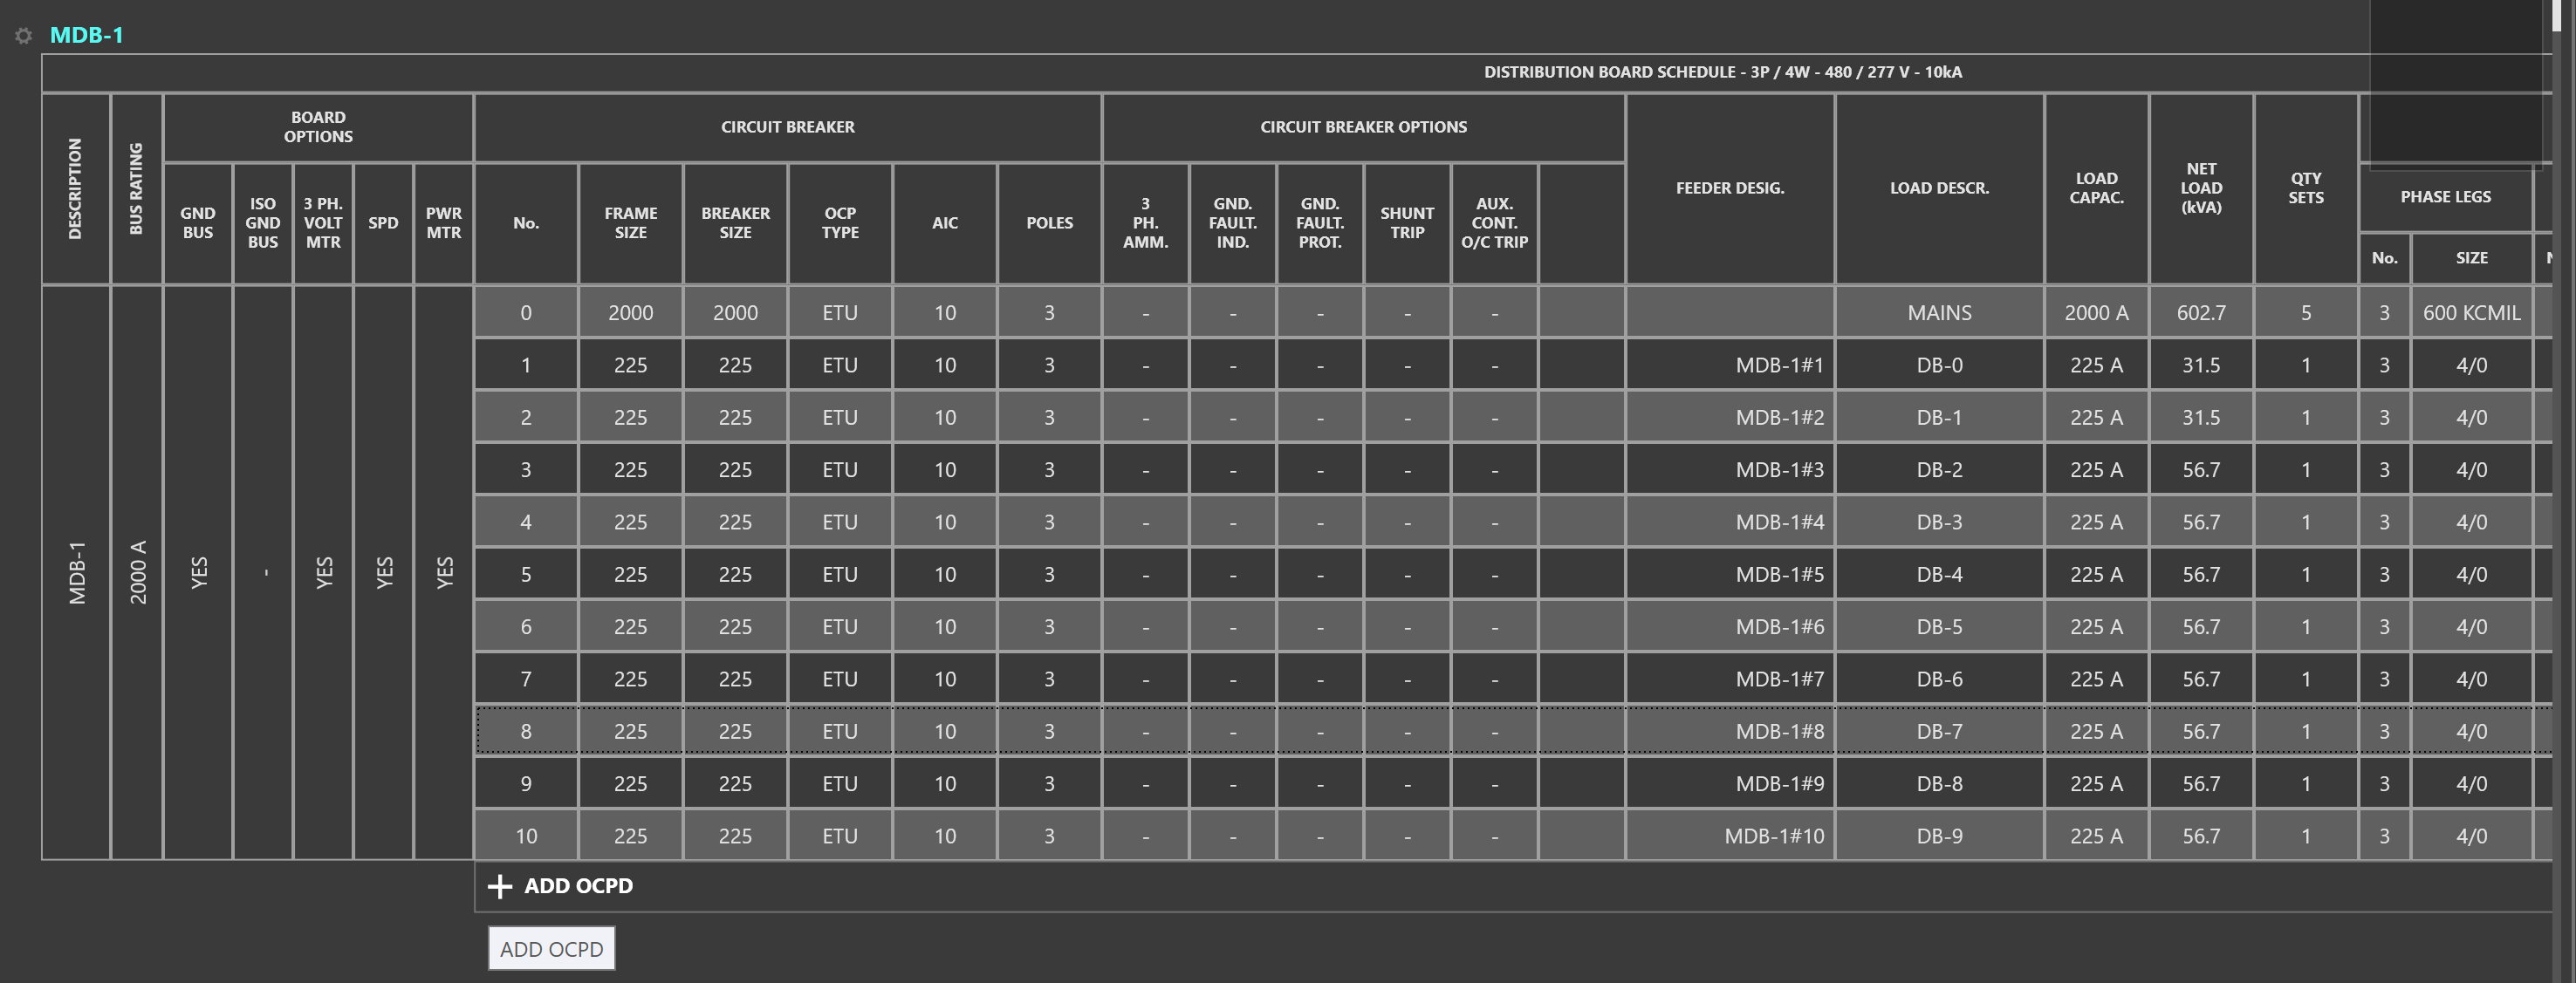 MDB-1
DISTRIBUTION BOARD SCHEDULE - 3P / 4W - 480 / 277 V - 10kA
DESCRIPTION
BUS RATING
BOARD
OPTIONS
CIRCUIT BREAKER
CIRCUIT BREAKER OPTIONS
FEEDER DESIG.
LOAD DESCR.
LOAD
CAPAC.
NET
LOAD
(kVA)
QTY
SETS
PHASE LEGS
GND
BUS
ISO
GND
BUS
3 PH.
VOLT
MTR
SPD
PWR
MTR
No.
FRAME
SIZE
BREAKER
SIZE
OCP
TYPE
AIC
POLES
3
PH.
AMM.
GND.
FAULT.
IND.
GND.
FAULT.
PROT.
SHUNT
TRIP
AUX.
CONT.
O/C TRIP
No.
SIZE
MDB-1
2000 A
YES
-
YES
YES
YES
0 2000 2000 ETU 10 3 - - - - - MAINS 2000 A 602.7 5 3 600 KCMIL
1 225 225 ETU 10 3 - - - - - MDB-1#1 DB-0 225 A 31.5 1 3 4/0
2 225 225 ETU 10 3 - - - - - MDB-1#2 DB-1 225 A 31.5 1 3 4/0
3 225 225 ETU 10 3 - - - - - MDB-1#3 DB-2 225 A 56.7 1 3 4/0
4 225 225 ETU 10 3 - - - - - MDB-1#4 DB-3 225 A 56.7 1 3 4/0
5 225 225 ETU 10 3 - - - - - MDB-1#5 DB-4 225 A 56.7 1 3 4/0
6 225 225 ETU 10 3 - - - - - MDB-1#6 DB-5 225 A 56.7 1 3 4/0
7 225 225 ETU 10 3 - - - - - MDB-1#7 DB-6 225 A 56.7 1 3 4/0
8 225 225 ETU 10 3 - - - - - MDB-1#8 DB-7 225 A 56.7 1 3 4/0
9 225 225 ETU 10 3 - - - - - MDB-1#9 DB-8 225 A 56.7 1 3 4/0
10 225 225 ETU 10 3 - - - - - MDB-1#10 DB-9 225 A 56.7 1 3 4/0
+ ADD OCPD
ADD OCPD